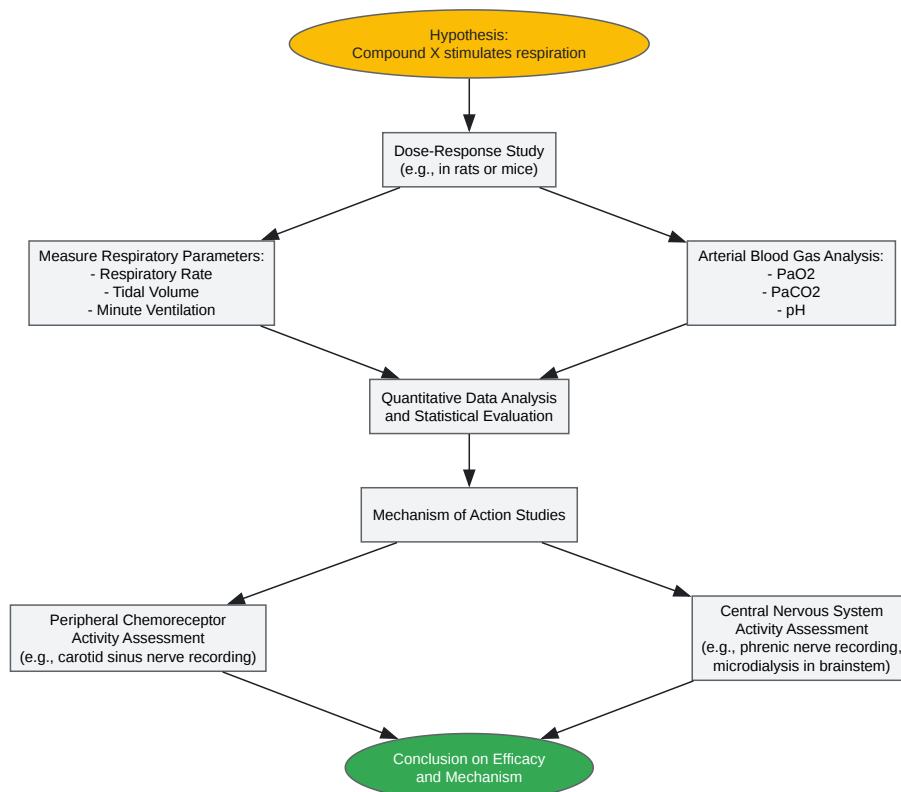 Hypothesis:
Compound X stimulates respiration
Dose-Response Study
(e.g., in rats or mice)
Measure Respiratory Parameters:
- Respiratory Rate
- Tidal Volume
- Minute Ventilation
Arterial Blood Gas Analysis:
- PaO2
- PaCO2
- pH
Quantitative Data Analysis
and Statistical Evaluation
Mechanism of Action Studies
Peripheral Chemoreceptor
Activity Assessment
(e.g., carotid sinus nerve recording)
Central Nervous System
Activity Assessment
(e.g., phrenic nerve recording,
microdialysis in brainstem)
Conclusion on Efficacy
and Mechanism